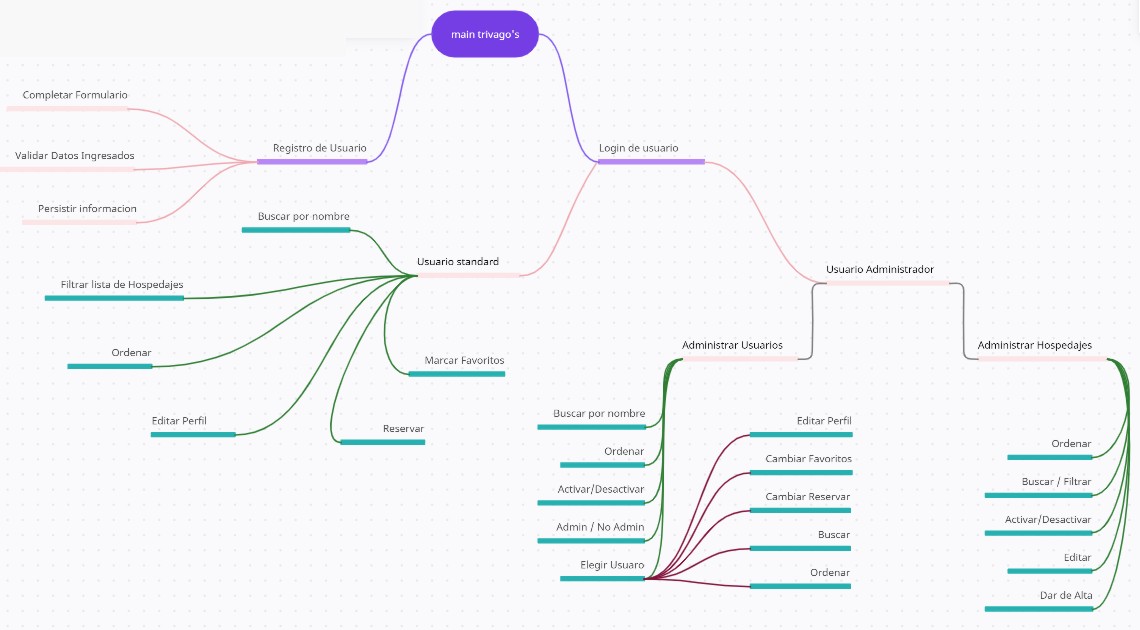 main trivago's
Completar Formulario
Validar Datos Ingresados
Persistir informacion
Registro de Usuario
Login de usuario
Buscar por nombre
Usuario standard
Filtrar lista de Hospedajes
Ordenar
Editar Perfil
Reservar
Marcar Favoritos
Usuario Administrador
Administrar Usuarios
Administrar Hospedajes
Buscar por nombre
Ordenar
Activar/Desactivar
Admin / No Admin
Elegir Usuaro
Editar Perfil
Cambiar Favoritos
Cambiar Reservar
Buscar
Ordenar
Ordenar
Buscar / Filtrar
Activar/Desactivar
Editar
Dar de Alta